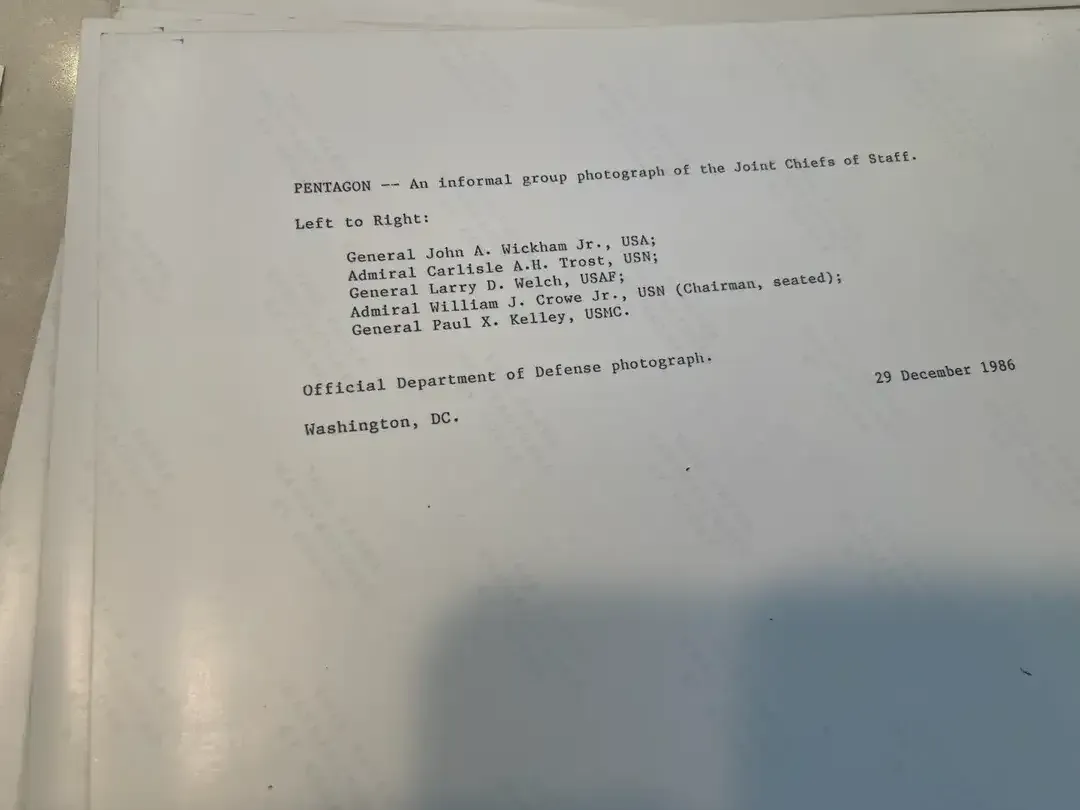 PENTAGON -- An informal group photograph of the Joint Chiefs of Staff.
Left to Right:
General John A. Wickham Jr., USA;
Admiral Carlisle A.H. Trost, USN;
General Larry D. Welch, USAF;
Admiral William J. Crowe Jr., USN (Chairman, seated);
General Paul X. Kelley, USMC.
Official Department of Defense photograph.
29 December 1986
Washington, DC.